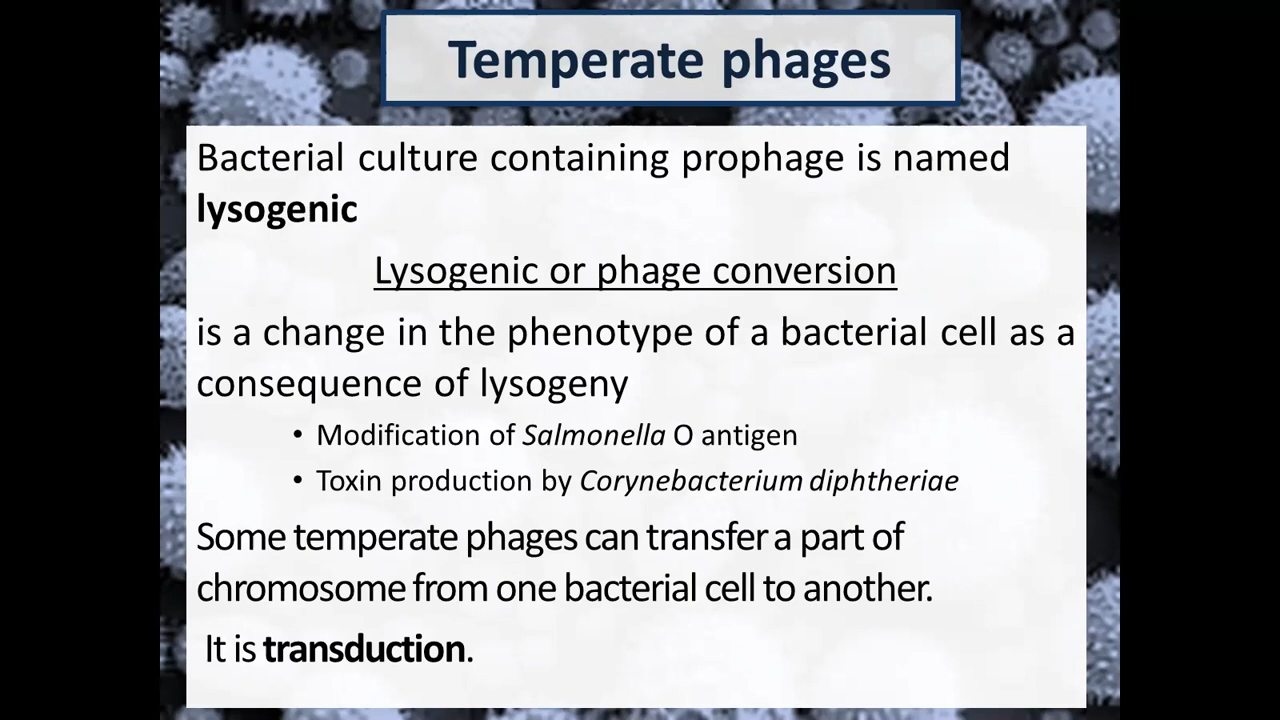 Temperate phages
Bacterial culture containing prophage is named
lysogenic
Lysogenic or phage conversion
is a change in the phenotype of a bacterial cell as a
consequence of lysogeny
• Modification of Salmonella O antigen
• Toxin production by Corynebacterium diphtheriae
Some temperate phages can transfer a part of
chromosome from one bacterial cell to another.
It is transduction.